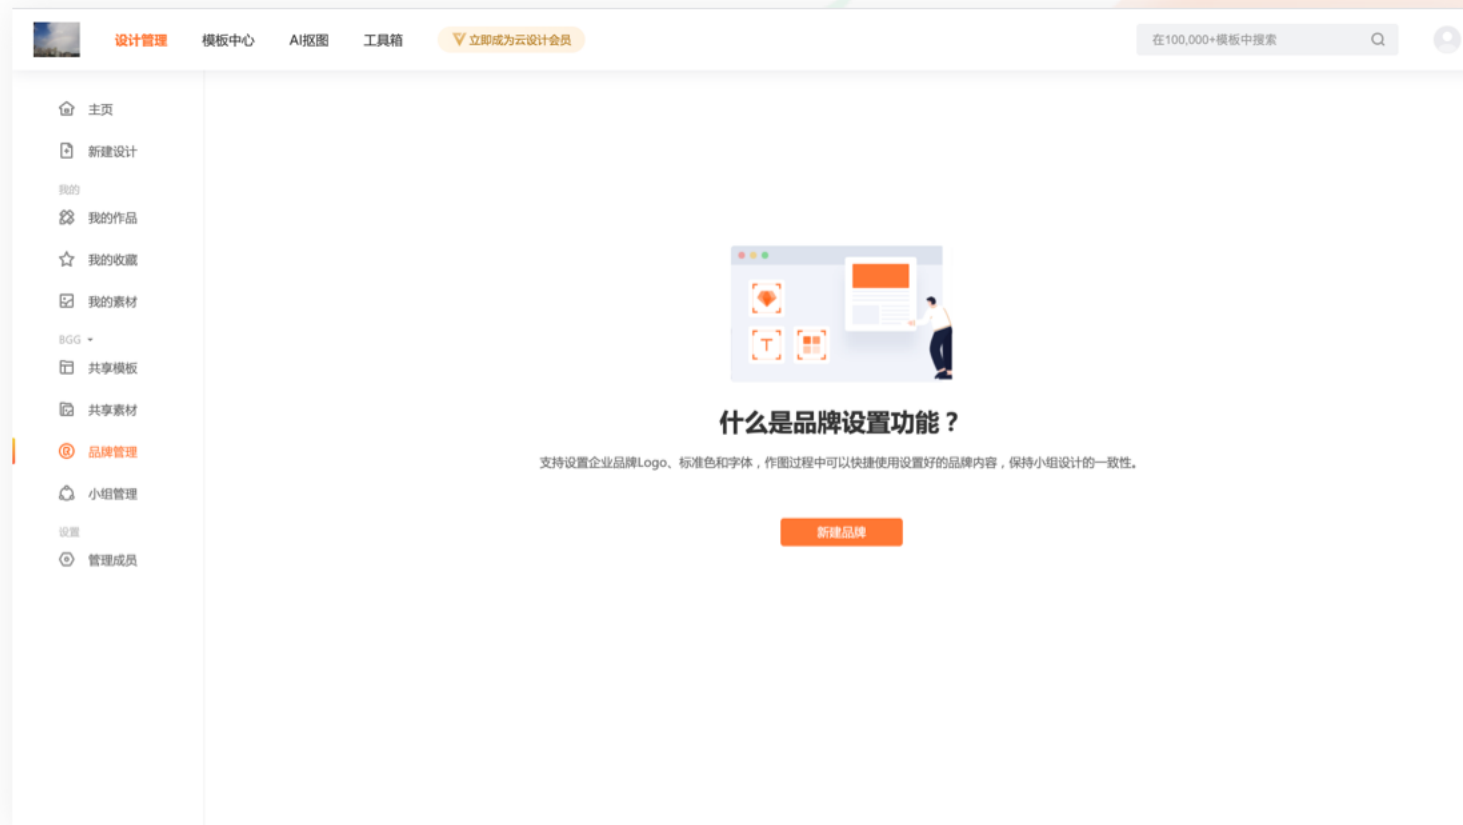 设计管理 模板中心 AI抠图 工具箱 立即成为云设计会员 在100,000+模板中搜索
主页
新建设计
我的
我的作品
我的收藏
我的素材
BGG
共享模板
共享素材
品牌管理
小组管理
设置
管理成员
T
什么是品牌设置功能？
支持设置企业品牌Logo、标准色和字体，作图过程中可以快捷使用设置好的品牌内容，保持小组设计的一致性。
新建品牌